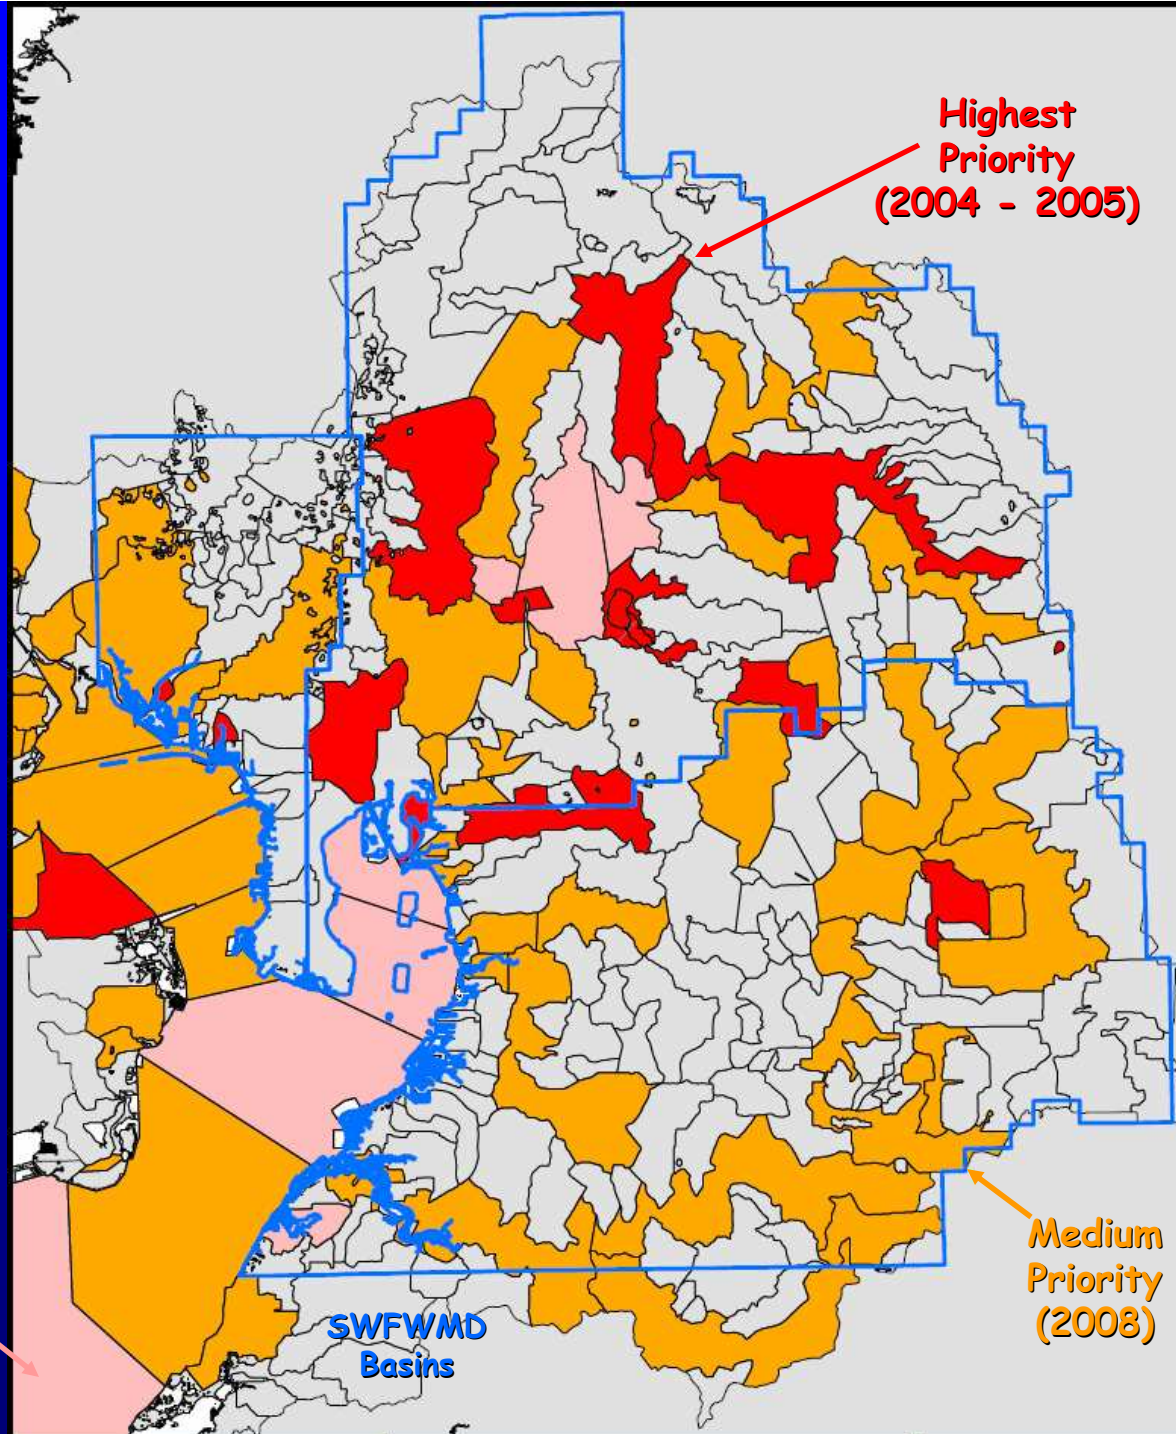 Highest
Priority
(2004 - 2005)
Medium
Priority
(2008)
SWFWMD
Basins